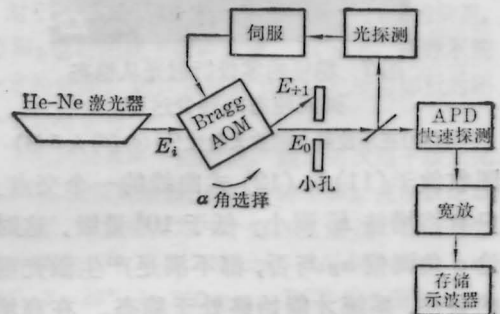 伺服
光探测
He-Ne 激光器
Bragg
AOM
E+1
E0
Ei
小孔
α角选择
APD
快速探测
宽放
存储
示波器